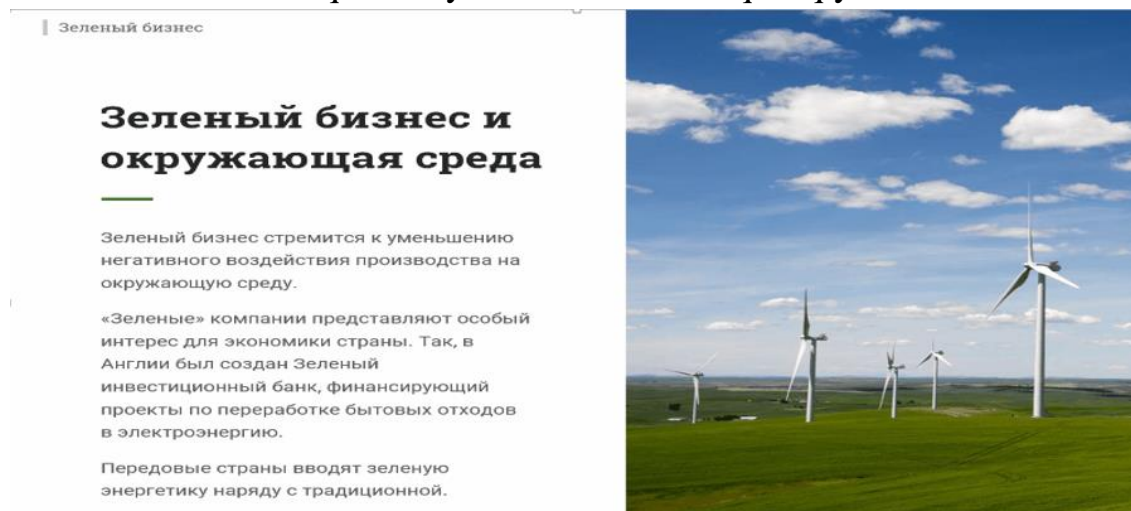 Зеленый бизнес
Зеленый бизнес и
окружающая среда
Зеленый бизнес стремится к уменьшению
негативного воздействия производства на
окружающую среду.
«Зеленые» компании представляют особый
интерес для экономики страны. Так, в
Англии был создан Зеленый
инвестиционный банк, финансирующий
проекты по переработке бытовых отходов
в электроэнергию.
Передовые страны вводят зеленую
энергетику наряду с традиционной.